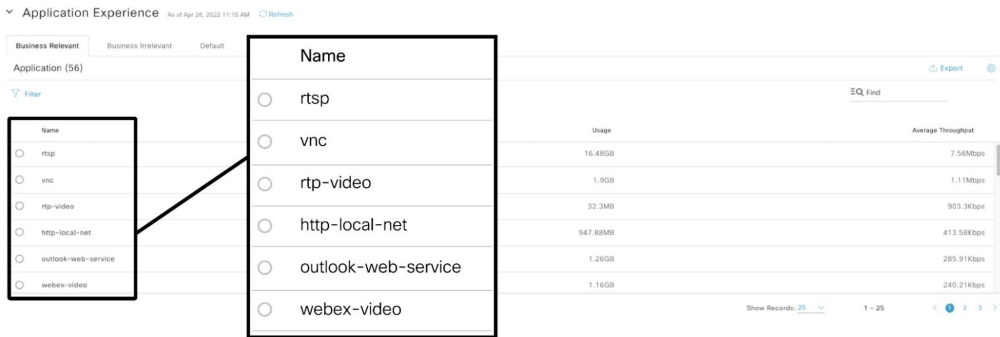 Application Experience As of Apr 28, 2022 11:15 AM Refresh
Business Relevant Business Irrelevant Default
Application (56) Export
Filter Find
Name Usage Average Throughput
rtsp 16.48GB 7.56Mbps
vnc 1.9GB 1.11Mbps
rtp-video 32.3MB 903.3Kbps
http-local-net 947.88MB 413.58Kbps
outlook-web-service 1.26GB 285.91Kbps
webex-video 1.16GB 240.21Kbps
Show Records: 25 1 - 25 < 1 2 3 >
Name
rtsp
vnc
rtp-video
http-local-net
outlook-web-service
webex-video